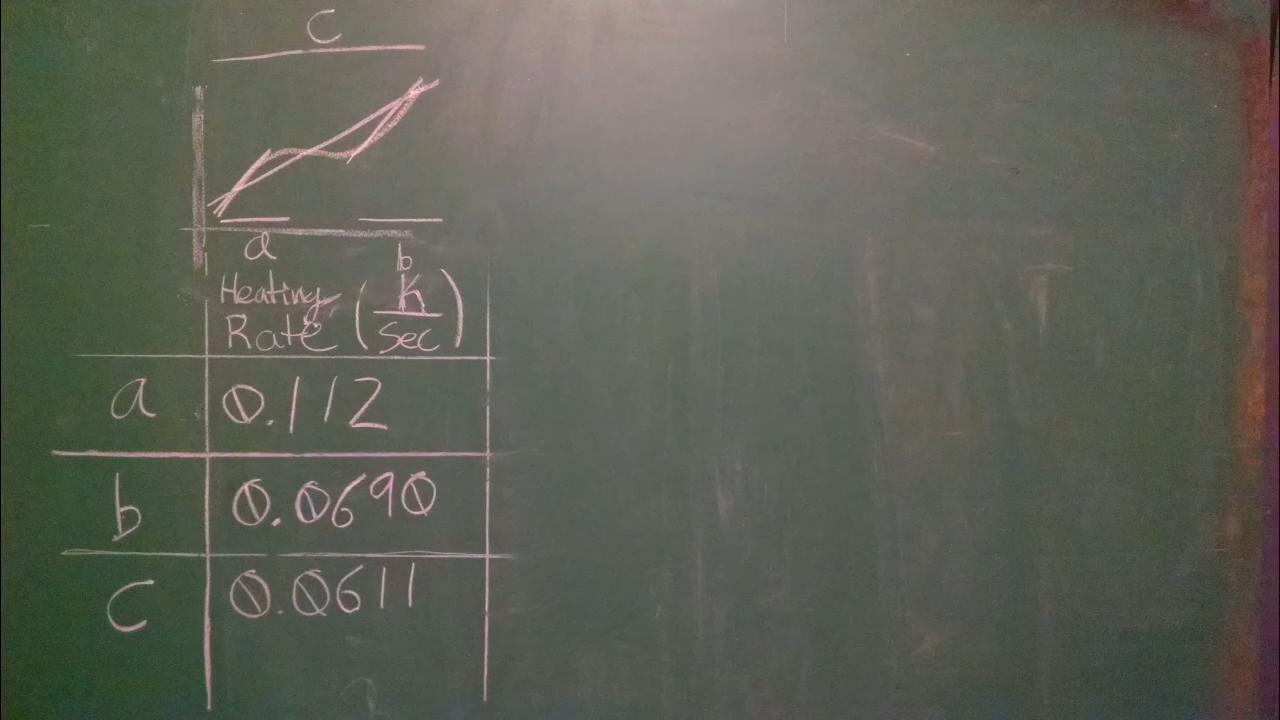 C
a
b
Heating Rate (K/Sec)
a 0.112
b 0.0690
C 0.0611